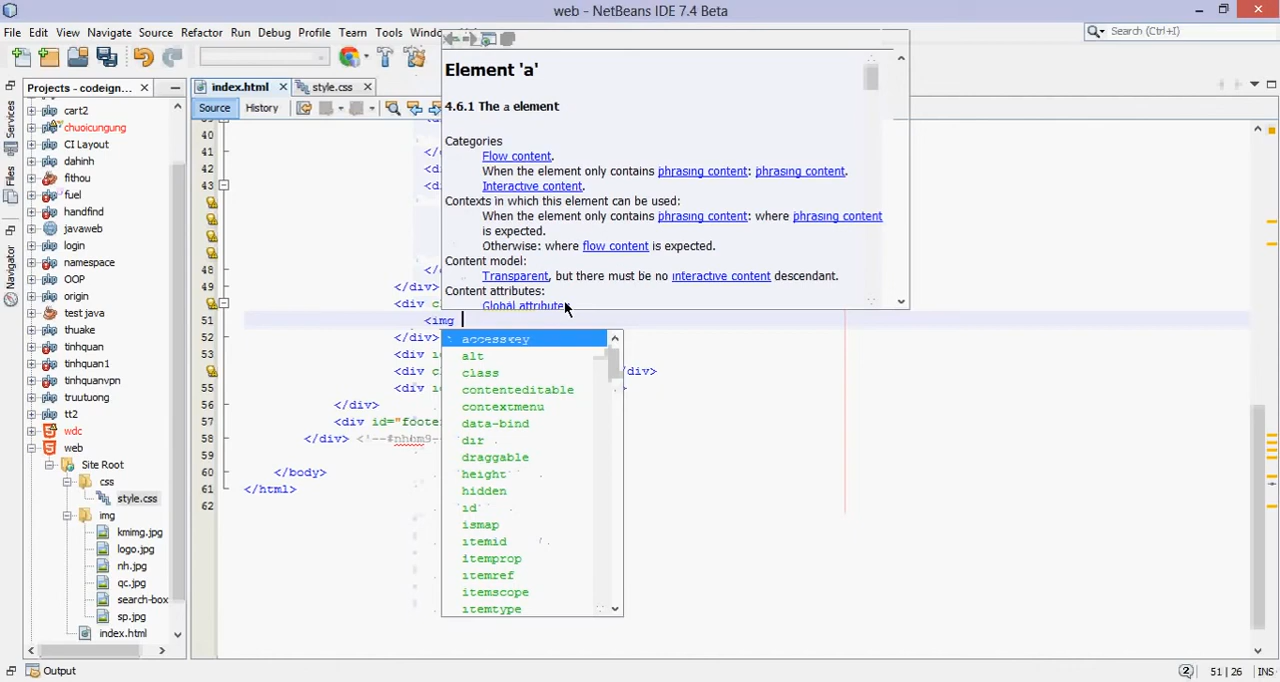 web - NetBeans IDE 7.4 Beta
File Edit View Navigate Source Refactor Run Debug Profile Team Tools
Search (Ctrl+I)
Projects - codeign...
index.html
style.css
Source History
Services
Files
Navigator
cart2
chuoicungung
CI Layout
dahinh
fithou
fuel
handfind
javaweb
login
namespace
OOP
origin
test java
thuake
tinhquan
tinhquan1
tinhquanvpn
truutuong
tt2
wdc
web
Site Root
css
style.css
img
kmimg.jpg
logo.jpg
nh.jpg
qc.jpg
search-box
sp.jpg
index.html
Element 'a'
4.6.1 The a element
Categories
Flow content.
When the element only contains phrasing content: phrasing content.
Interactive content.
Contexts in which this element can be used:
When the element only contains phrasing content: where phrasing content
is expected.
Otherwise: where flow content is expected.
Content model:
Transparent, but there must be no interactive content descendant.
Content attributes:
Global attribute
40 <d
41 </
42 <d
43 <d
48 </
49 </div>
50 <div c
51 <img
52 </div>
53 <div i
54 <div c /div>
55 <div i >
56 </div>
57 <div id="foote
58 </div> <!--#nhom9-
59
60 </body>
61 </html>
62
accesskey
alt
class
contenteditable
contextmenu
data-bind
dir
draggable
height
hidden
id
ismap
itemid
itemprop
itemref
itemscope
itemtype
Output
2 51 | 26 INS